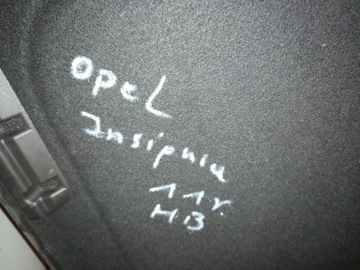 Opel
Insignia
11r.
HB